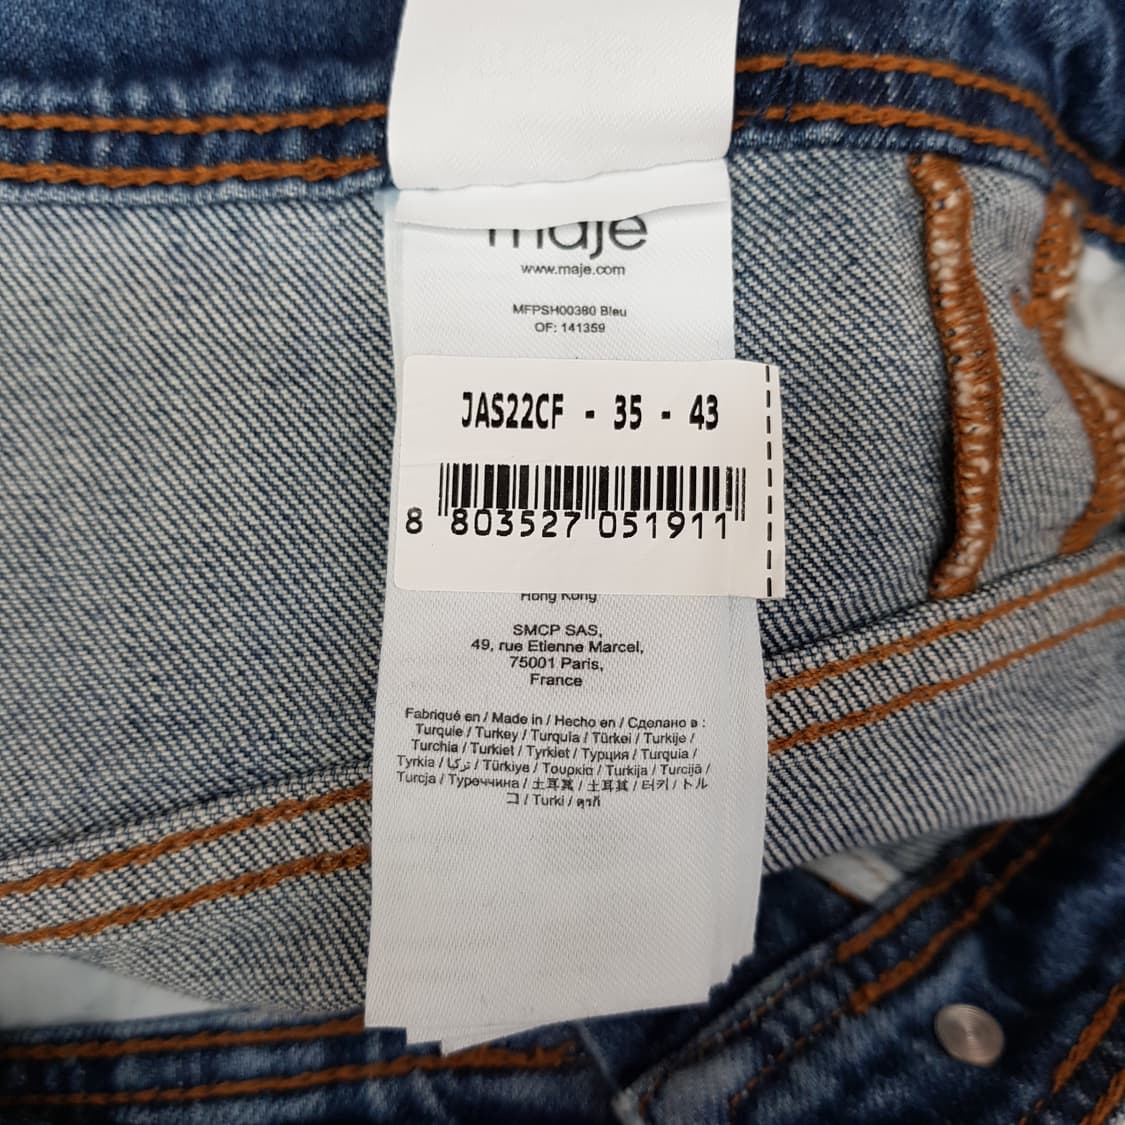 maje
www.maje.com
MFPSH00380 Bleu
OF: 141359
JAS22CF - 35 - 43
8 803527 051911
Hong Kong
SMCP SAS,
49, rue Etienne Marcel,
75001 Paris,
France
Fabriqué en / Made in / Hecho en / Сделано в :
Turquie / Turkey / Turquía / Türkei / Turkije /
Turchia / Turkiet / Tyrkiet / Турция / Turquia /
Tyrkia / تركيا / Türkiye / Τουρκία / Turkija / Turcijā /
Turcja / Туреччина / 土耳其 / 土耳其 / 터키 / トル
コ / Turki / ตุรกี